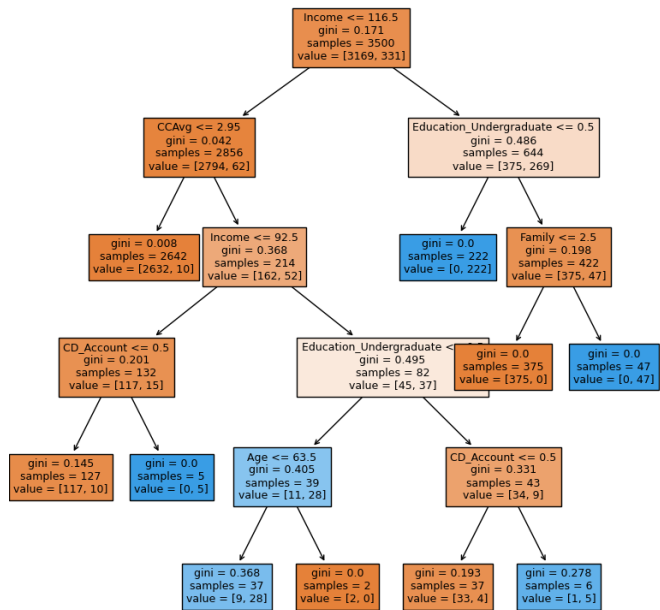 Income <= 116.5
gini = 0.171
samples = 3500
value = [3169, 331]
CCAvg <= 2.95
gini = 0.042
samples = 2856
value = [2794, 62]
Education_Undergraduate <= 0.5
gini = 0.486
samples = 644
value = [375, 269]
gini = 0.008
samples = 2642
value = [2632, 10]
Income <= 92.5
gini = 0.368
samples = 214
value = [162, 52]
gini = 0.0
samples = 222
value = [0, 222]
Family <= 2.5
gini = 0.198
samples = 422
value = [375, 47]
CD_Account <= 0.5
gini = 0.201
samples = 132
value = [117, 15]
Education_Undergraduate <
gini = 0.495
samples = 82
value = [45, 37]
gini = 0.0
samples = 375
value = [375, 0]
gini = 0.0
samples = 47
value = [0, 47]
gini = 0.145
samples = 127
value = [117, 10]
gini = 0.0
samples = 5
value = [0, 5]
Age <= 63.5
gini = 0.405
samples = 39
value = [11, 28]
CD_Account <= 0.5
gini = 0.331
samples = 43
value = [34, 9]
gini = 0.368
samples = 37
value = [9, 28]
gini = 0.0
samples = 2
value = [2, 0]
gini = 0.193
samples = 37
value = [33, 4]
gini = 0.278
samples = 6
value = [1, 5]